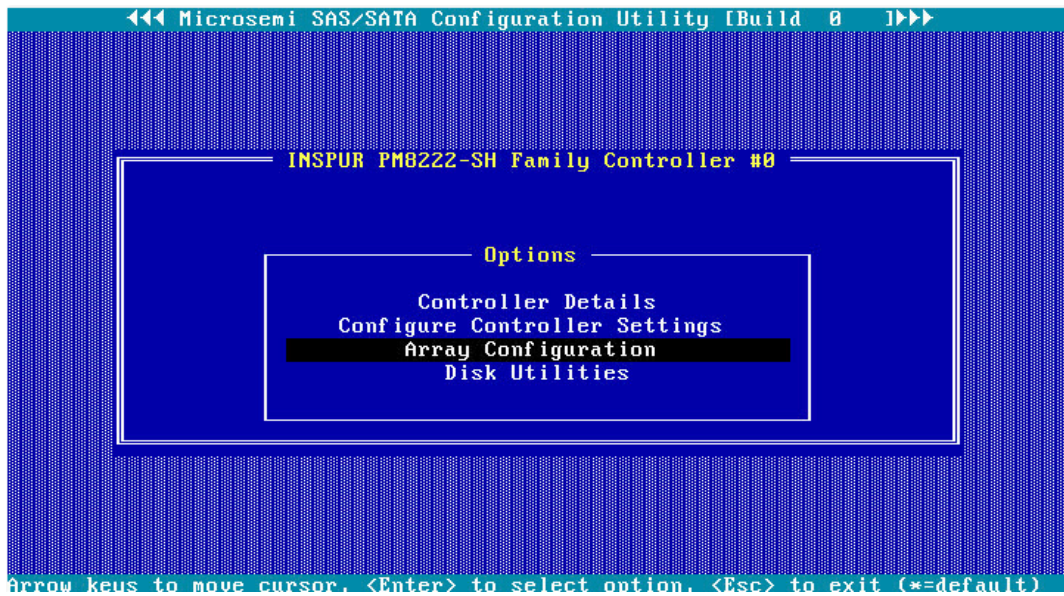 Microsemi SAS/SATA Configuration Utility [Build 0 ]
INSPUR PM8222-SH Family Controller #0
Options
Controller Details
Configure Controller Settings
Array Configuration
Disk Utilities
Arrow keys to move cursor, <Enter> to select option, <Esc> to exit (*=default)